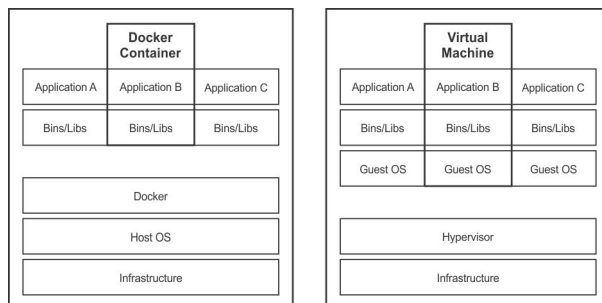 Docker
Container
Application A Application B Application C
Bins/Libs Bins/Libs Bins/Libs
Docker
Host OS
Infrastructure
Virtual
Machine
Application A Application B Application C
Bins/Libs Bins/Libs Bins/Libs
Guest OS Guest OS Guest OS
Hypervisor
Infrastructure